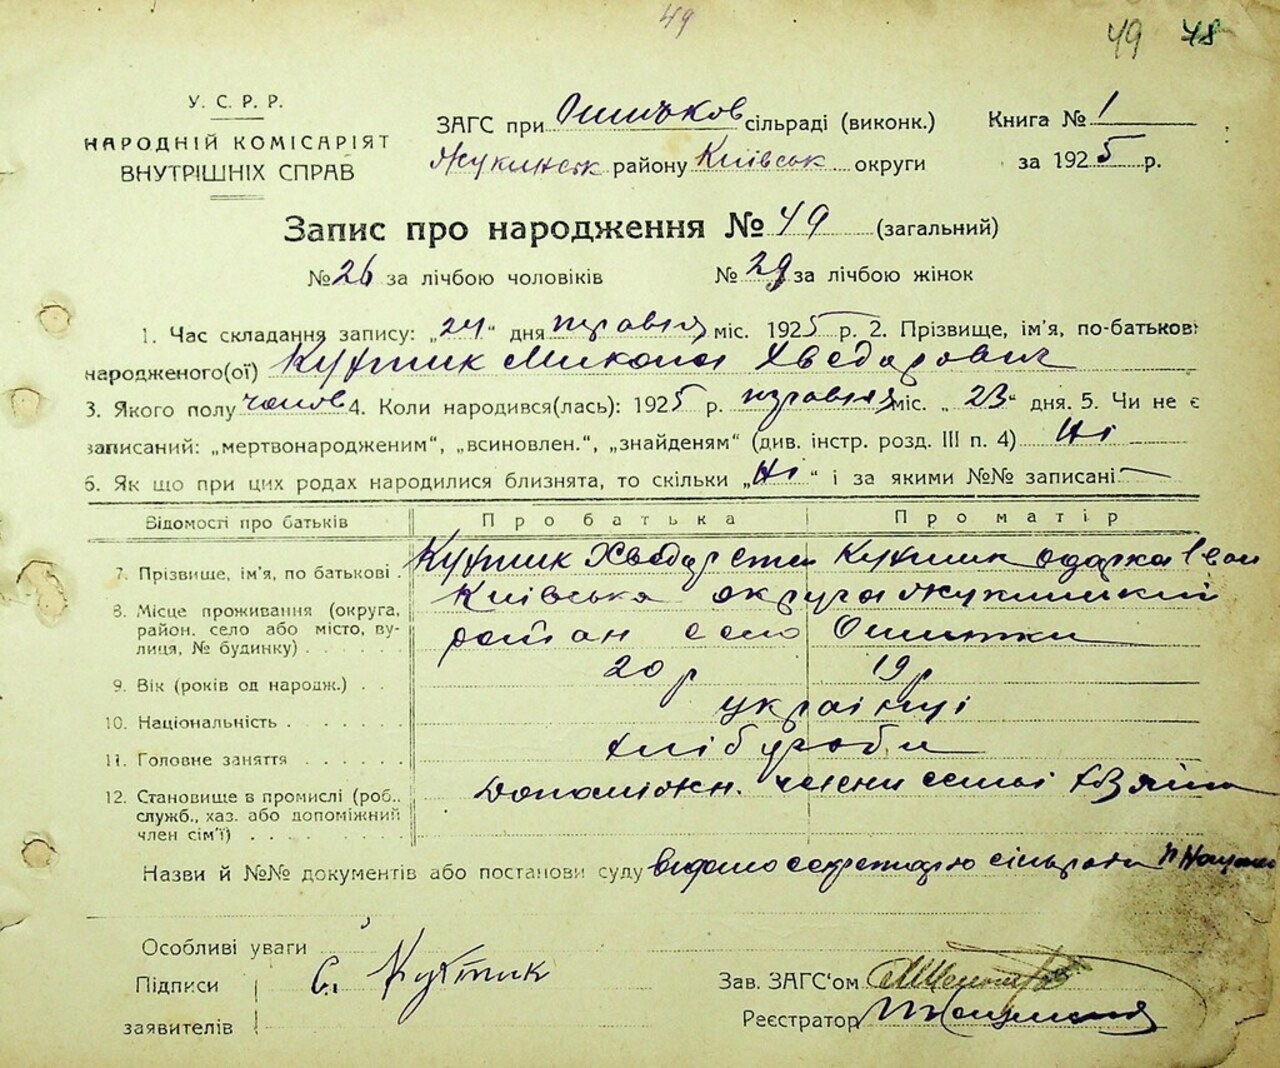 49
49 48
У. С. Р. Р.
НАРОДНІЙ КОМІСАРІЯТ
ВНУТРІШНІХ СПРАВ
ЗАГС при сільраді (виконк.)
Жукинськ району Київськ округи
Книга № 1
за 1925 р.
Запис про народження № 49 (загальний)
№ 26 за лічбою чоловіків № 29 за лічбою жінок
1. Час складання запису: „24“ дня травня міс. 1925 р. 2. Прізвище, ім'я, по-батькові
народженого(ої) Микола Хведорович
3. Якого полу чолов 4. Коли народився(лась): 1925 р. травня міс. „23“ дня. 5. Чи не є
записаний: „мертвонародженим“, „всиновлен.“, „знайденям“ (див. інстр. розд. III п. 4) Ні
6. Як що при цих родах народилися близнята, то скільки „Ні“ і за якими №№ записані —
Відомості про батьків Про батька Про матір
7. Прізвище, ім'я, по батькові . Хведор Одарка Іван
8. Місце проживання (округа, Київська округа Жукинський
район. село або місто, ву- район село
лиця, № будинку) . . . . .
9. Вік (років од народж.) . . 20 р 19 р
10. Національність . . . . . . українці
11. Головне заняття . . . . . . хлібороби
12. Становище в промислі (роб., Допоміжн. члени семьї
служб., хаз. або допоміжний
член сім'ї) . . . . . . . .
Назви й №№ документів або постанови суду видано секретарю сільради
Особливі уваги
Підписи
заявителів
Зав. ЗАГС'ом
Реєстратор